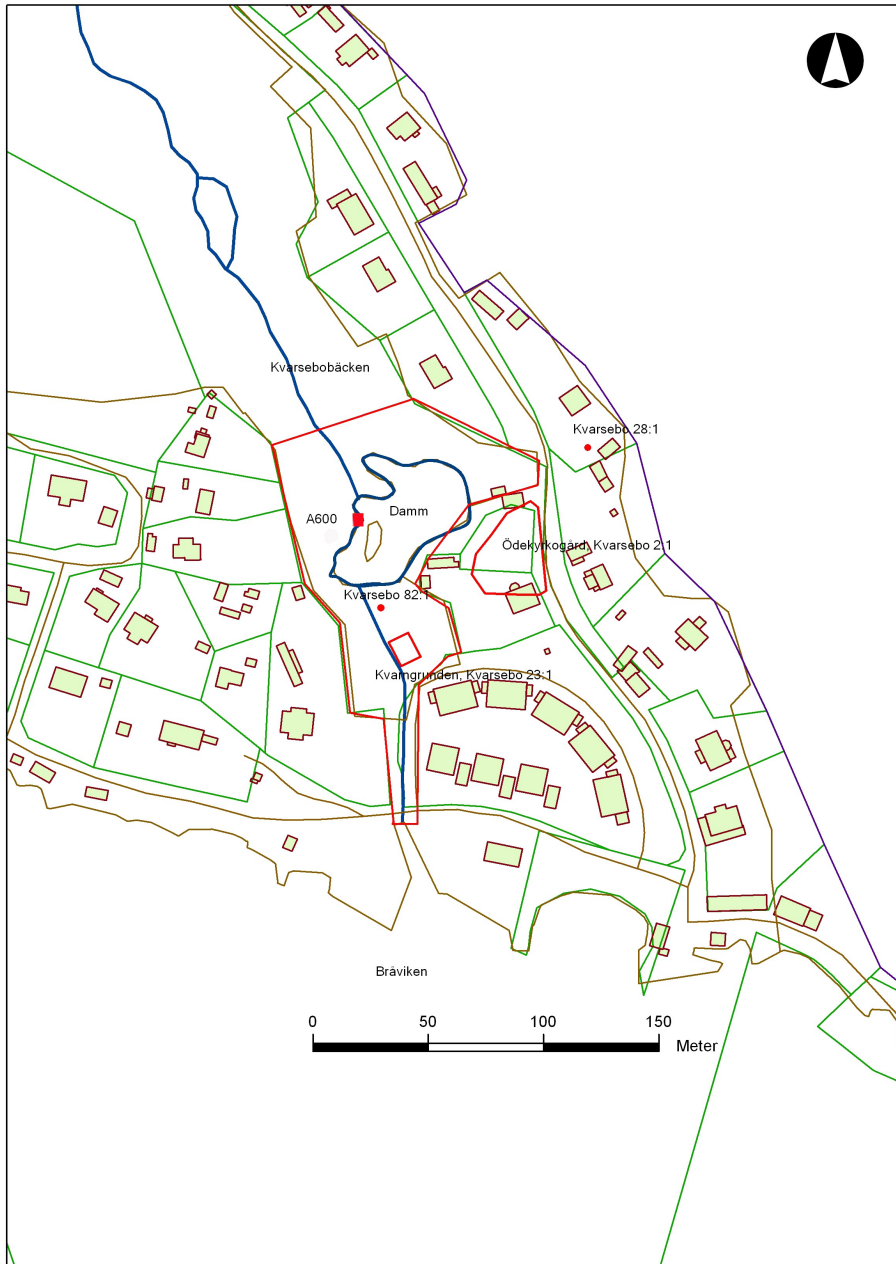 Kvarsebobäcken
Kvarsebo 28:1
Damm
A600
Ödekyrkogård, Kvarsebo 2:1
Kvarsebo 82:1
Kvarngrunden, Kvarsebo 23:1
Bråviken
0 50 100 150
Meter